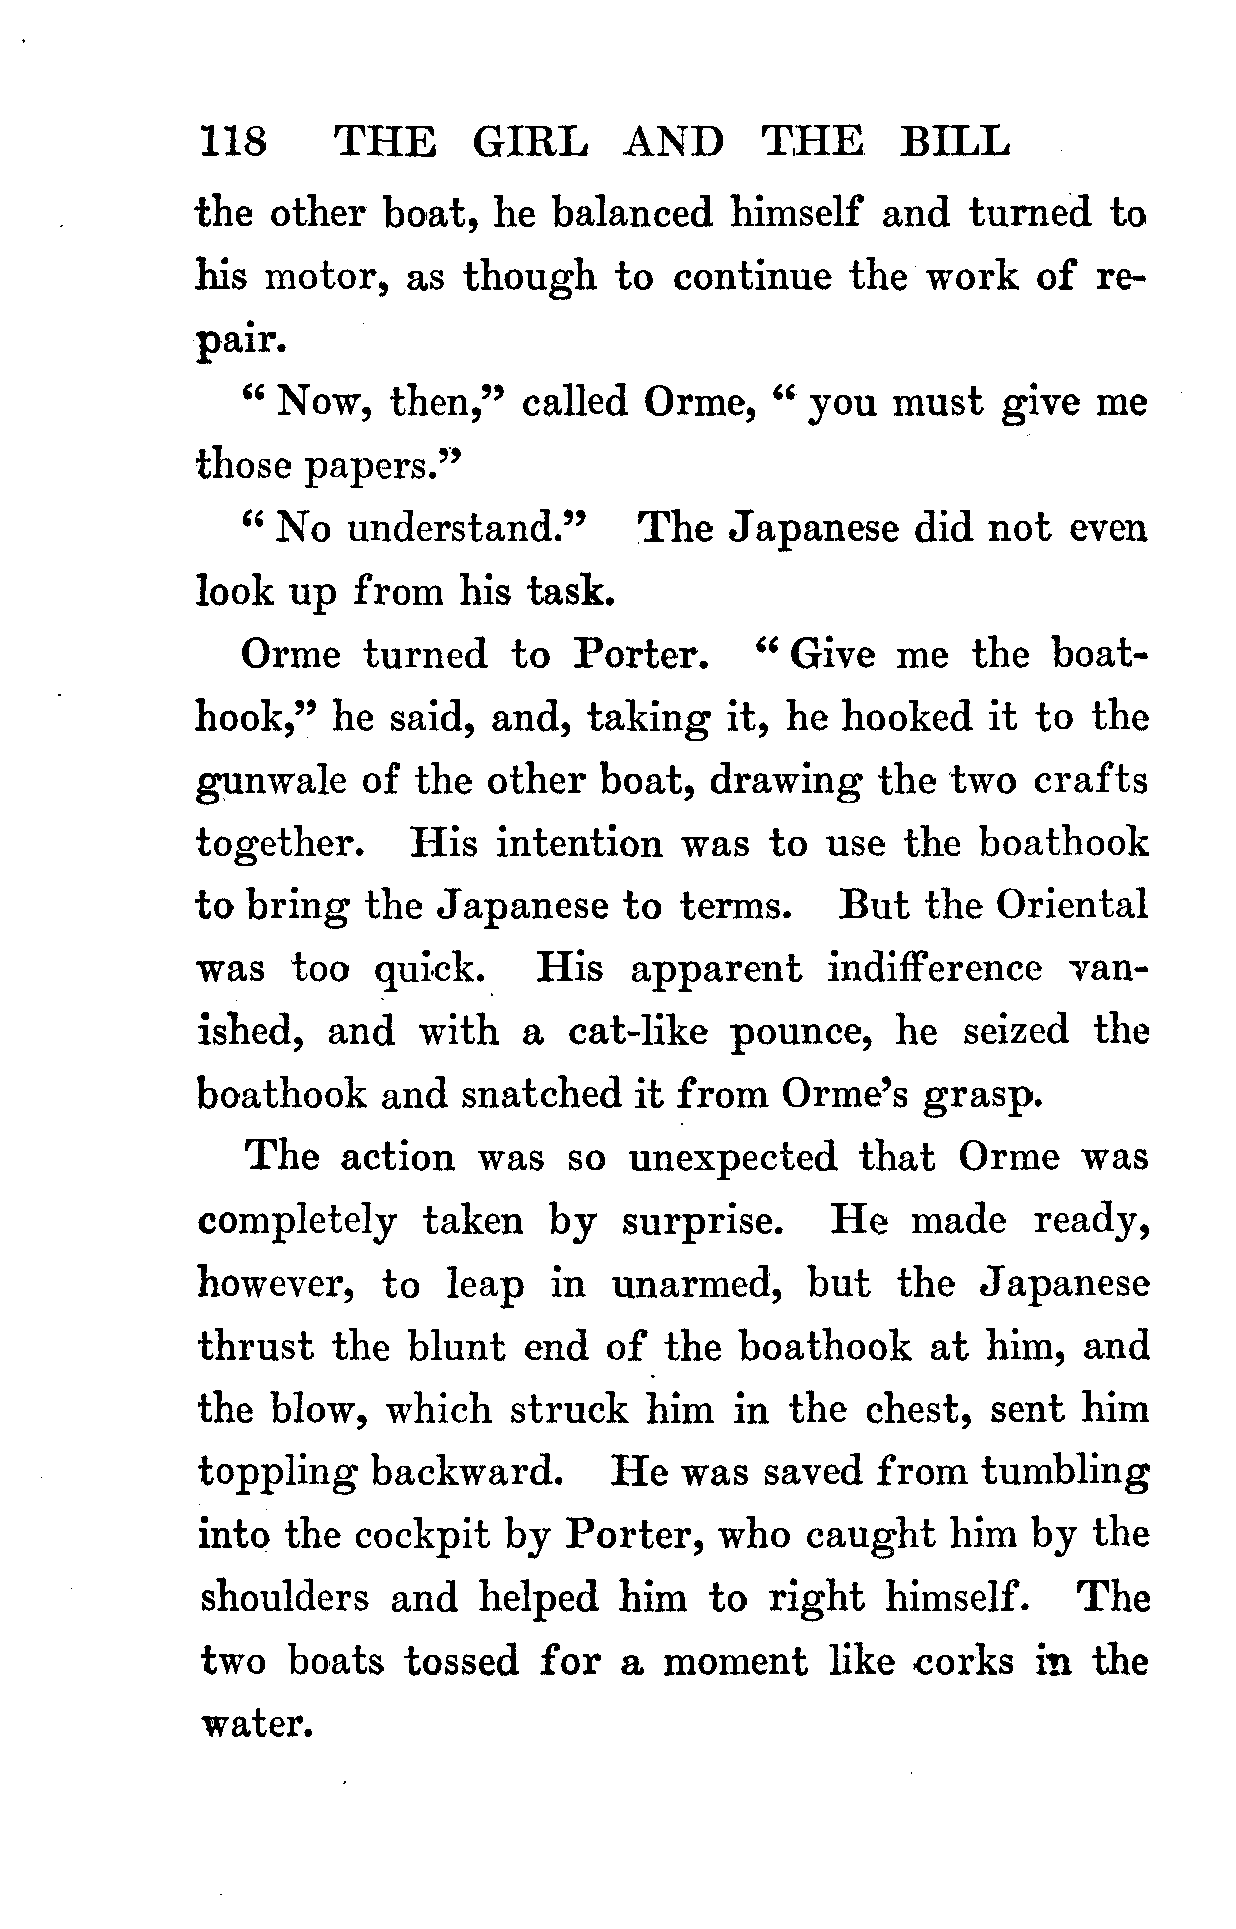 118 THE GIRL AND THE BILL
the other boat, he balanced himself and turned to
his motor, as though to continue the work of re-
pair.
“ Now, then,” called Orme, “ you must give me
those papers.”
“ No understand.” The Japanese did not even
look up from his task.
Orme turned to Porter. “ Give me the boat-
hook,” he said, and, taking it, he hooked it to the
gunwale of the other boat, drawing the two crafts
together. His intention was to use the boathook
to bring the Japanese to terms. But the Oriental
was too quick. His apparent indifference van-
ished, and with a cat-like pounce, he seized the
boathook and snatched it from Orme’s grasp.
The action was so unexpected that Orme was
completely taken by surprise. He made ready,
however, to leap in unarmed, but the Japanese
thrust the blunt end of the boathook at him, and
the blow, which struck him in the chest, sent him
toppling backward. He was saved from tumbling
into the cockpit by Porter, who caught him by the
shoulders and helped him to right himself. The
two boats tossed for a moment like corks in the
water.